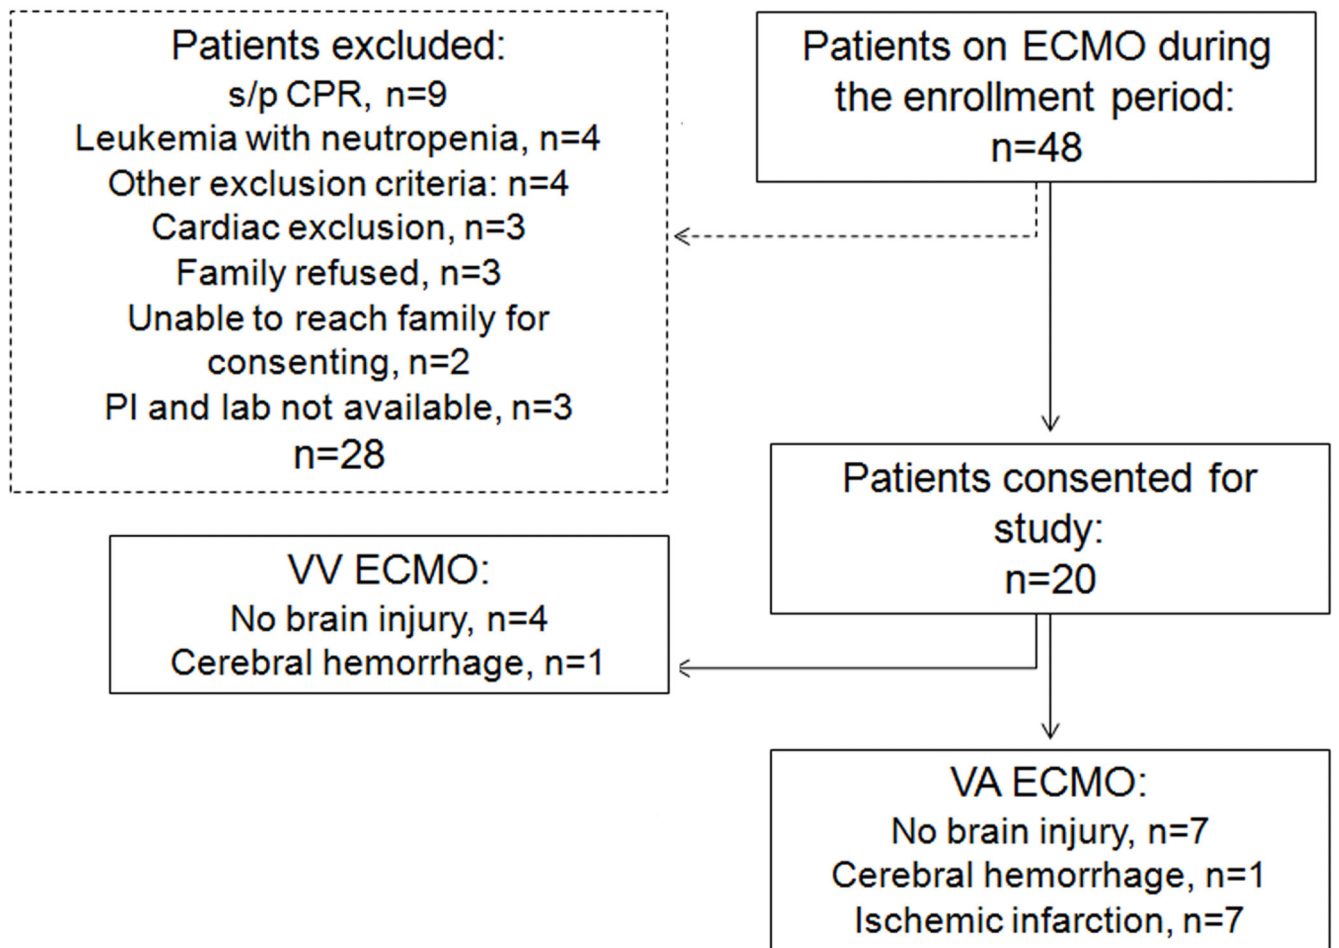 Patients excluded:
s/p CPR, n=9
Leukemia with neutropenia, n=4
Other exclusion criteria: n=4
Cardiac exclusion, n=3
Family refused, n=3
Unable to reach family for
consenting, n=2
PI and lab not available, n=3
n=28
Patients on ECMO during
the enrollment period:
n=48
Patients consented for
study:
n=20
VV ECMO:
No brain injury, n=4
Cerebral hemorrhage, n=1
VA ECMO:
No brain injury, n=7
Cerebral hemorrhage, n=1
Ischemic infarction, n=7